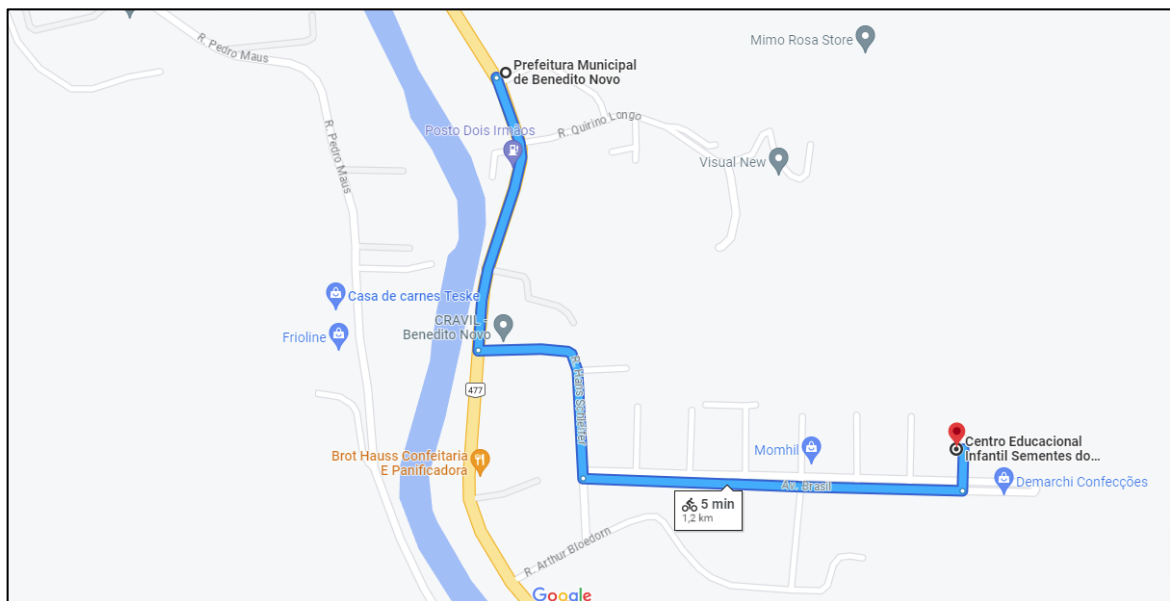 Mimo Rosa Store
R. Pedro Maus
Prefeitura Municipal
de Benedito Novo
R. Quirino Longo
Posto Dois Irmãos
R. Pedro Maus
Visual New
Casa de carnes Teske
CRAVIL -
Benedito Novo
Frioline
477
Brot Hauss Confeitaria
E Panificadora
Momhil
Centro Educacional
Infantil Sementes do...
Demarchi Confecções
Av. Brasil
5 min
1,2 km
R. Arthur Bloedorn
Google